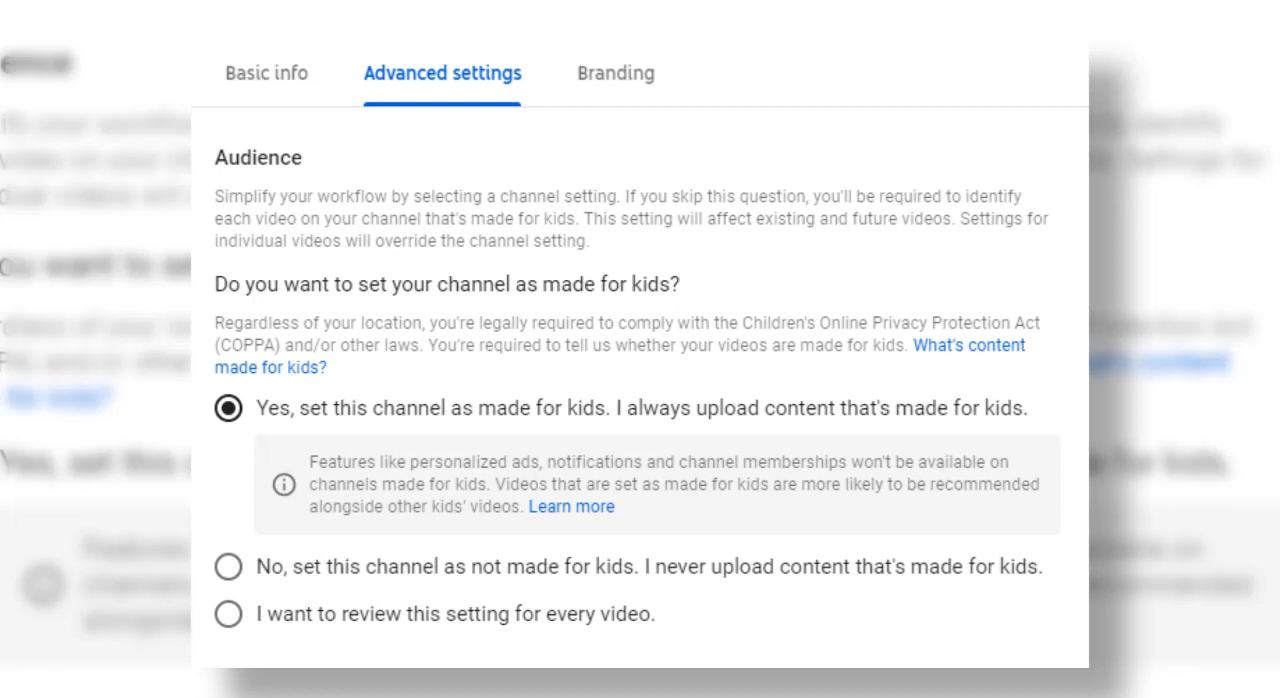 Basic info Advanced settings Branding
Audience
Simplify your workflow by selecting a channel setting. If you skip this question, you'll be required to identify
each video on your channel that's made for kids. This setting will affect existing and future videos. Settings for
individual videos will override the channel setting.
Do you want to set your channel as made for kids?
Regardless of your location, you're legally required to comply with the Children's Online Privacy Protection Act
(COPPA) and/or other laws. You're required to tell us whether your videos are made for kids. What's content
made for kids?
Yes, set this channel as made for kids. I always upload content that's made for kids.
Features like personalized ads, notifications and channel memberships won't be available on
channels made for kids. Videos that are set as made for kids are more likely to be recommended
alongside other kids' videos. Learn more
No, set this channel as not made for kids. I never upload content that's made for kids.
I want to review this setting for every video.